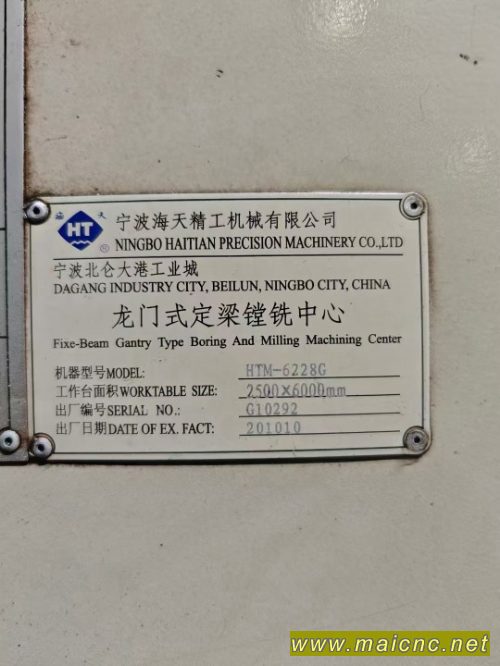 海天
HT
®
宁波海天精工机械有限公司
NINGBO HAITIAN PRECISION MACHINERY CO.,LTD
宁波北仑大港工业城
DAGANG INDUSTRY CITY, BEILUN, NINGBO CITY, CHINA
龙门式定梁镗铣中心
Fixe-Beam Gantry Type Boring And Milling Machining Center
机器型号MODEL: HTM-6228G
工作台面积WORKTABLE SIZE: 2500×6000mm
出厂编号SERIAL NO.: G10292
出厂日期DATE OF EX. FACT: 201010
www.maicnc.net